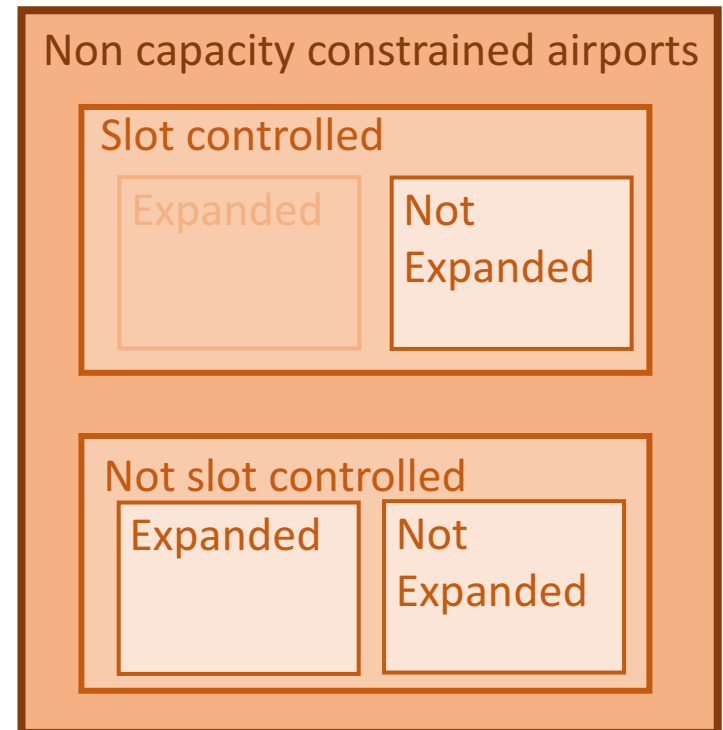 Non capacity constrained airports
Slot controlled
Expanded
Not
Expanded
Not slot controlled
Expanded
Not
Expanded